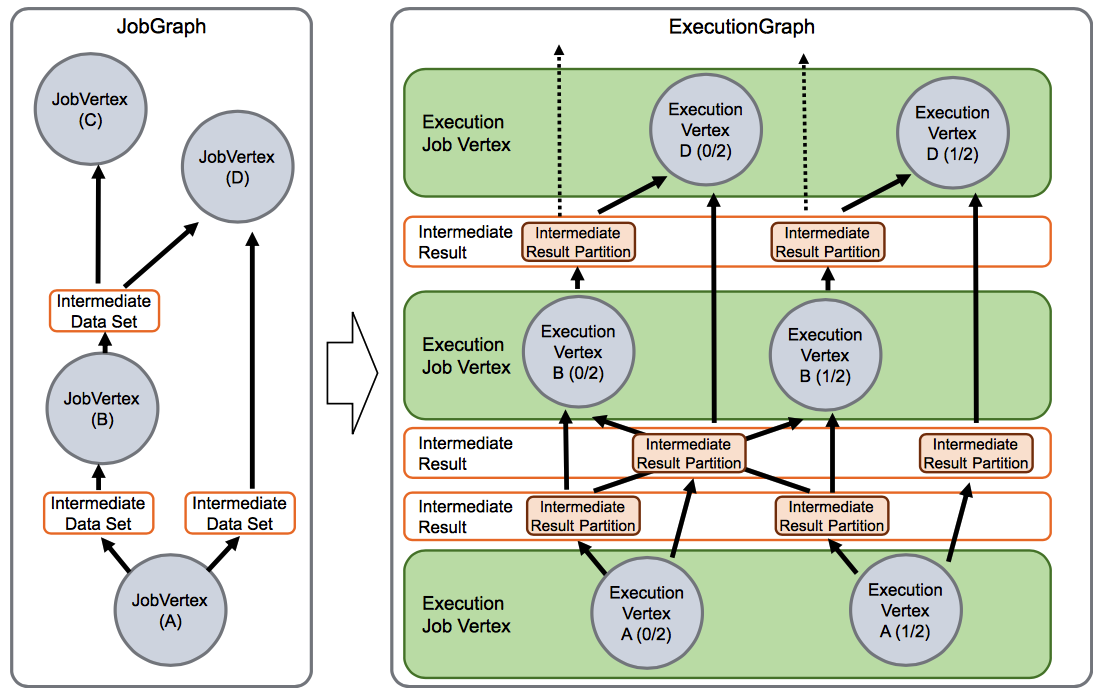 JobGraph
JobVertex
(C)
JobVertex
(D)
Intermediate
Data Set
JobVertex
(B)
Intermediate
Data Set
Intermediate
Data Set
JobVertex
(A)
ExecutionGraph
Execution
Job Vertex
Execution
Vertex
D (0/2)
Execution
Vertex
D (1/2)
Intermediate
Result
Intermediate
Result Partition
Intermediate
Result Partition
Execution
Job Vertex
Execution
Vertex
B (0/2)
Execution
Vertex
B (1/2)
Intermediate
Result
Intermediate
Result Partition
Intermediate
Result Partition
Intermediate
Result
Intermediate
Result Partition
Intermediate
Result Partition
Execution
Job Vertex
Execution
Vertex
A (0/2)
Execution
Vertex
A (1/2)